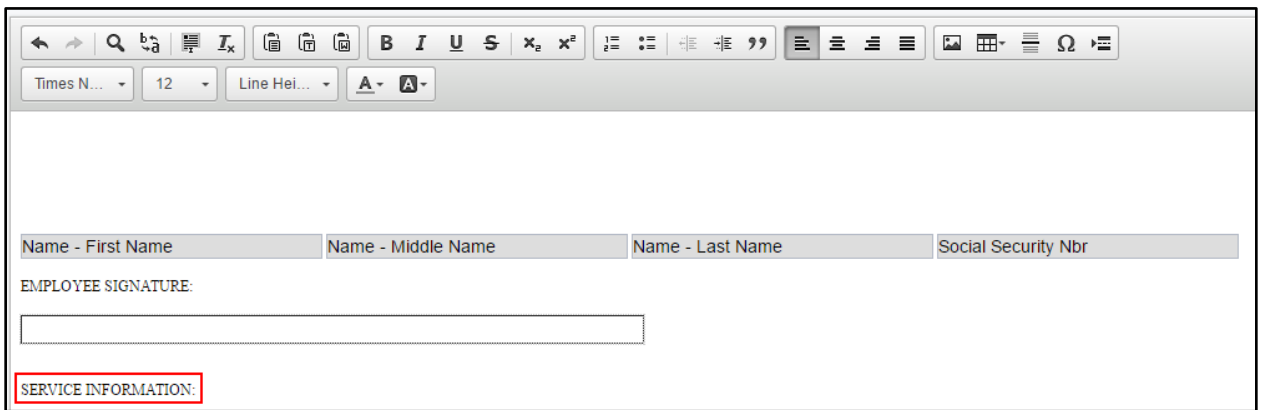 Times N... 12 Line Hei...
Name - First Name Name - Middle Name Name - Last Name Social Security Nbr
EMPLOYEE SIGNATURE:
SERVICE INFORMATION: